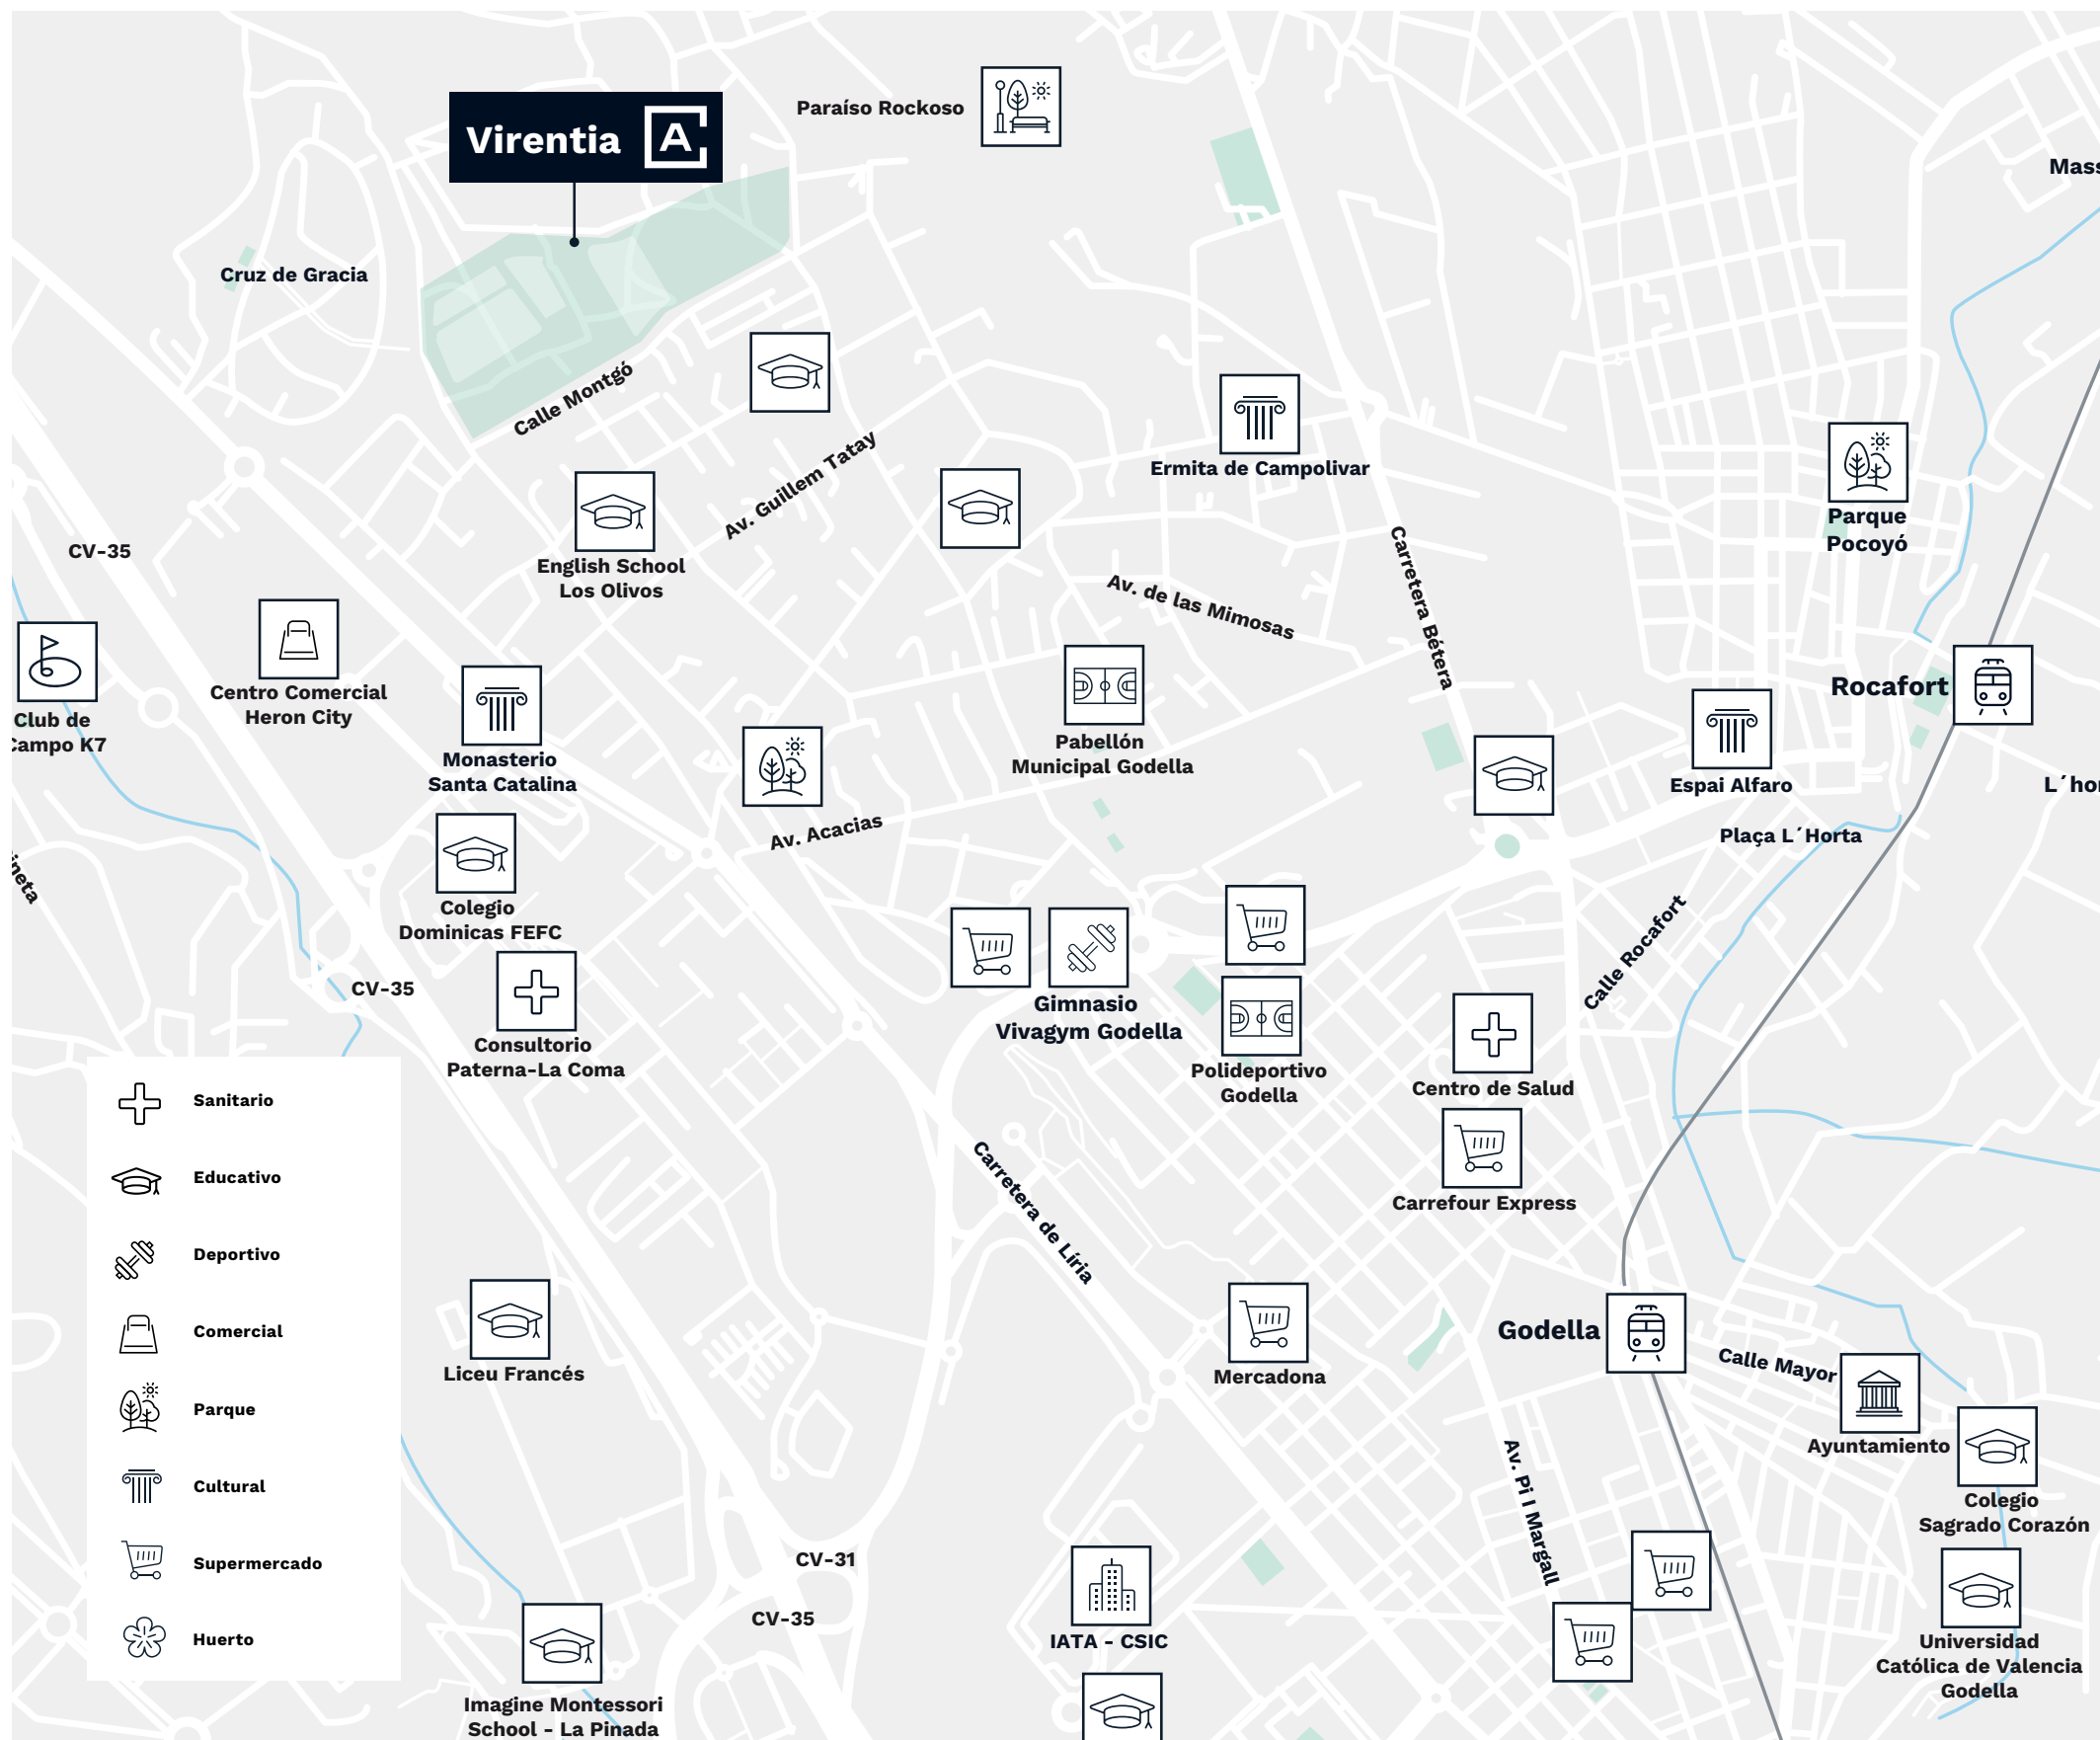 Virentia A
Paraíso Rockoso
Cruz de Gracia
Calle Montgó
Av. Guillem Tatay
Ermita de Campolivar
Parque
Pocoyó
CV-35
English School
Los Olivos
Av. de las Mimosas
Carretera Bétera
Centro Comercial
Heron City
Club de
Campo K7
Monasterio
Santa Catalina
Pabellón
Municipal Godella
Rocafort
Espai Alfaro
Plaça L´Horta
Av. Acacias
Colegio
Dominicas FEFC
Calle Rocafort
CV-35
Consultorio
Paterna-La Coma
Gimnasio
Vivagym Godella
Polideportivo
Godella
Centro de Salud
Carrefour Express
Carretera de Líria
Sanitario
Educativo
Deportivo
Comercial
Parque
Cultural
Supermercado
Huerto
Liceu Francés
Mercadona
Godella
Calle Mayor
Ayuntamiento
Colegio
Sagrado Corazón
Av. Pi I Margall
CV-31
CV-35
IATA - CSIC
Universidad
Católica de Valencia
Godella
Imagine Montessori
School - La Pinada